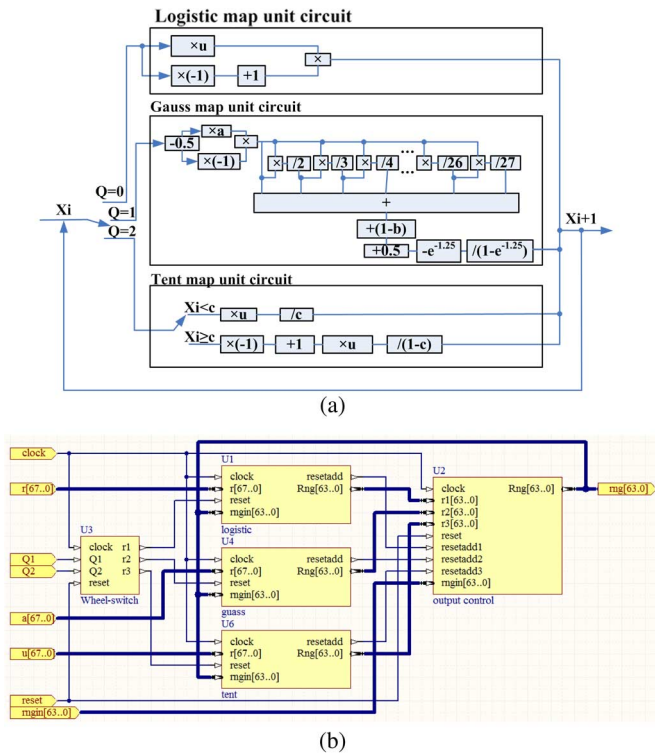 Logistic map unit circuit
×u
×(-1)
+1
×
Gauss map unit circuit
-0.5
×a
×(-1)
×
× /2 × /3 × /4 ... ... × /26 × /27
+
+(1-b)
+0.5
-e^-1.25
/(1-e^-1.25)
Q=0
Xi
Q=1
Q=2
Xi+1
Tent map unit circuit
Xi<c
×u
/c
Xi≥c
×(-1)
+1
×u
/(1-c)
(a)
clock
r[67..0]
Q1
Q2
a[67..0]
u[67..0]
reset
rngin[63..0]
U3
clock r1
Q1 r2
Q2 r3
reset
Wheel-switch
U1
clock resetadd
r[67..0] Rng[63..0]
reset
rngin[63..0]
logistic
U4
clock resetadd
r[67..0] Rng[63..0]
reset
rngin[63..0]
guass
U6
clock resetadd
r[67..0] Rng[63..0]
reset
rngin[63..0]
tent
U2
clock Rng[63..0]
r1[63..0]
r2[63..0]
r3[63..0]
reset
resetadd1
resetadd2
resetadd3
rngin[63..0]
output control
rng[63.0]
(b)